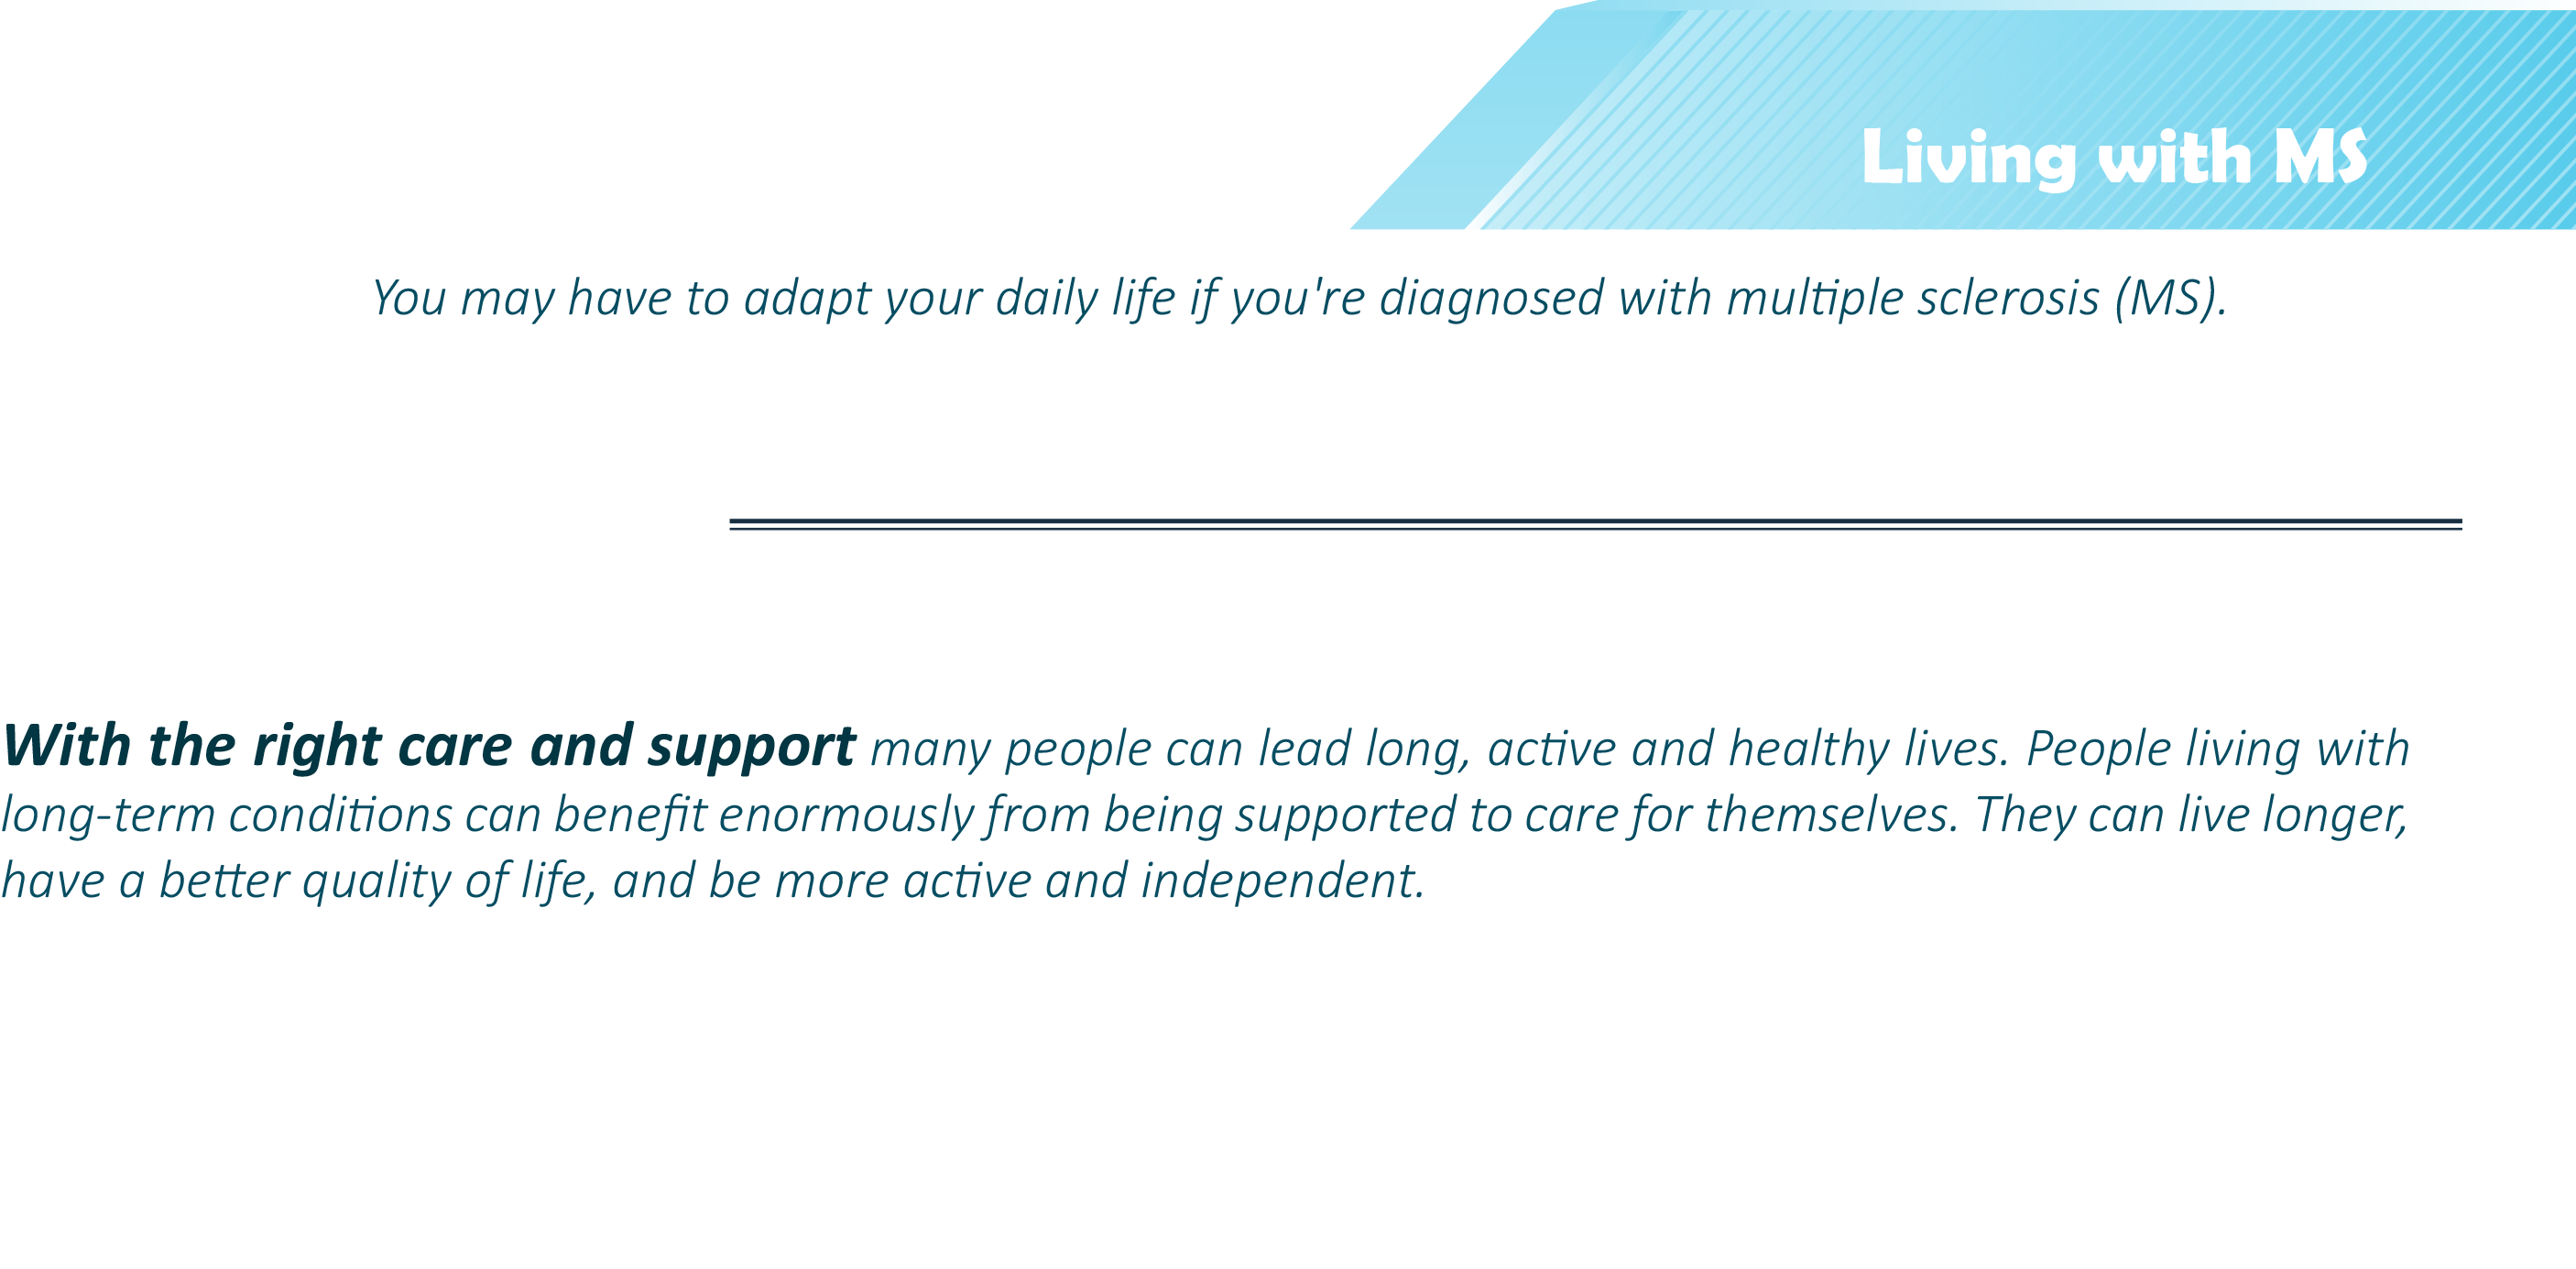 Living with MS
You may have to adapt your daily life if you're diagnosed with multiple sclerosis (MS).
With the right care and support many people can lead long, active and healthy lives. People living with
long-term conditions can benefit enormously from being supported to care for themselves. They can live longer,
have a better quality of life, and be more active and independent.